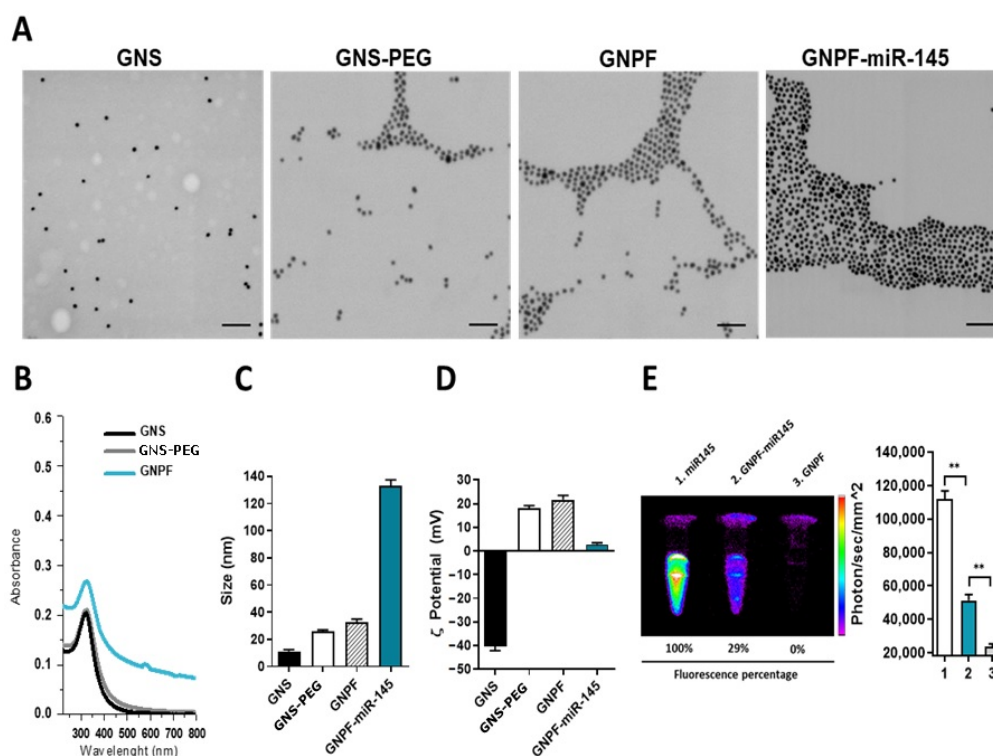 A
GNS
GNS-PEG
GNPF
GNPF-miR-145
B
0.6
0.5
0.4
0.3
0.2
0.1
0.0
Absorbance
GNS
GNS-PEG
GNPF
300 400 500 600 700 800
Wavelenght (nm)
C
140
120
100
80
60
40
20
0
Size (nm)
GNS
GNS-PEG
GNPF
GNPF-miR-145
D
30
20
10
0
−10
−20
−30
−40
−50
ζ Potential (mV)
GNS
GNS-PEG
GNPF
GNPF-miR-145
E
1. miR145
2. GNPF-miR145
3. GNPF
100% 29% 0%
Fluorescence percentage
Photon/sec/mm^2
120,000
100,000
80,000
60,000
40,000
20,000
**
**
1 2 3